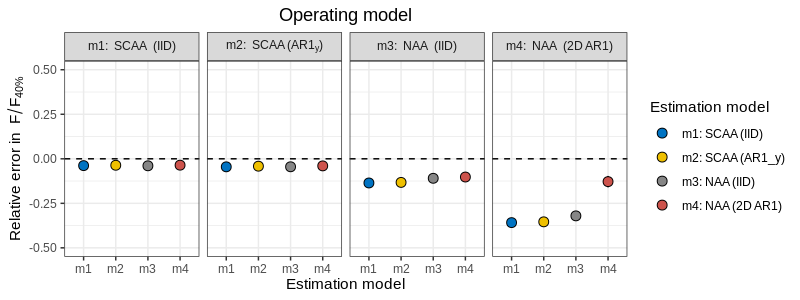 Operating model
m1: SCAA (IID)
m2: SCAA (AR1y)
m3: NAA (IID)
m4: NAA (2D AR1)
Relative error in F/F40%
0.50
0.25
0.00
-0.25
-0.50
m1 m2 m3 m4
m1 m2 m3 m4
m1 m2 m3 m4
m1 m2 m3 m4
Estimation model
Estimation model
m1: SCAA (IID)
m2: SCAA (AR1_y)
m3: NAA (IID)
m4: NAA (2D AR1)